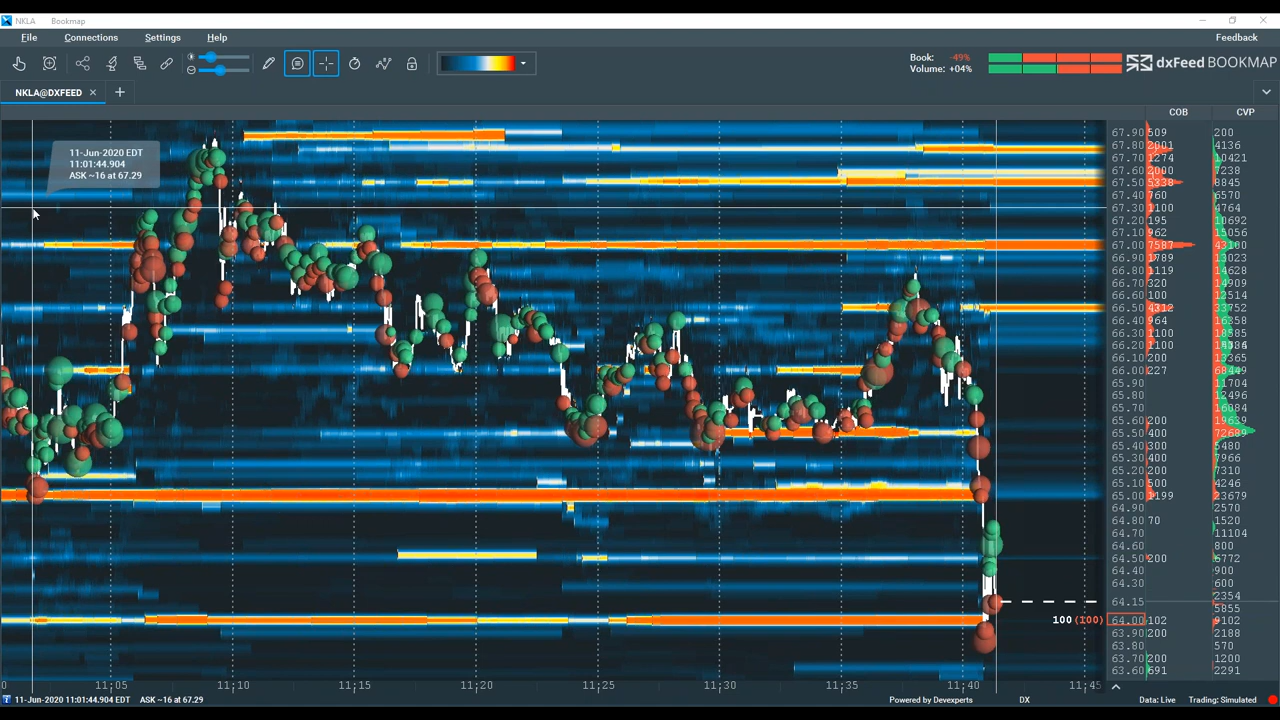 NKLA Bookmap
File Connections Settings Help Feedback
Book: -49%
Volume: +04%
dxFeed BOOKMAP
NKLA@DXFEED
COB CVP
11-Jun-2020 EDT
11:01:44.904
ASK ~16 at 67.29
67.90 509 200
67.80 2001 4136
67.70 1274 10421
67.60 2000 7238
67.50 5338 8845
67.40 760 6570
67.30 1100 4764
67.20 195 10692
67.10 962 15056
67.00 7587
66.90 1789 13023
66.80 1119 14628
66.70 320 14909
66.60 100 12514
66.50 4312 33752
66.40 964 16358
66.30 1100 18585
66.20 1100
66.10 200 13365
66.00 227 68449
65.90 11704
65.80 12496
65.70 16084
65.60 200 19639
65.50 400 72689
65.40 300 5480
65.30 400 7966
65.20 200 7310
65.10 500 4246
65.00 1199 23679
64.90 2570
64.80 70 1520
64.70 11104
64.60 800
64.50 200 6772
64.40 900
64.30 600
2354
64.15
5855
100 (100) 64.00 102 9102
63.90 200 2188
63.80 570
63.70 200 1200
63.60 691 2291
0 11:05 11:10 11:15 11:20 11:25 11:30 11:35 11:40 11:45
11-Jun-2020 11:01:44.904 EDT ASK ~16 at 67.29 Powered by Devexperts DX Data: Live Trading: Simulated